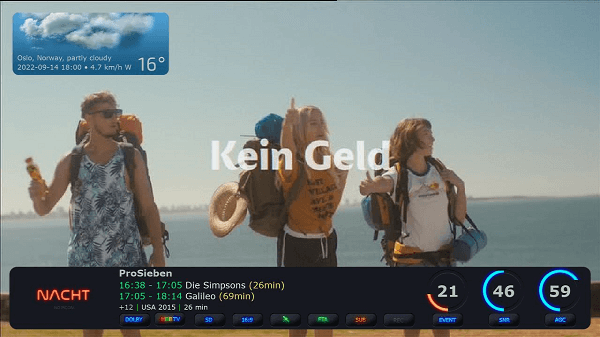 Oslo, Norway, partly cloudy
2022-09-14 18:00 • 4.7 km/h W
16°
Kein Geld
ProSieben
16:38 - 17:05 Die Simpsons (26min)
17:05 - 18:14 Galileo (69min)
+12 | USA 2015 | 26 min
NACHT
DOLBY
SD
16:9
SUB
21
46
59
EVENT
SNR
AGC